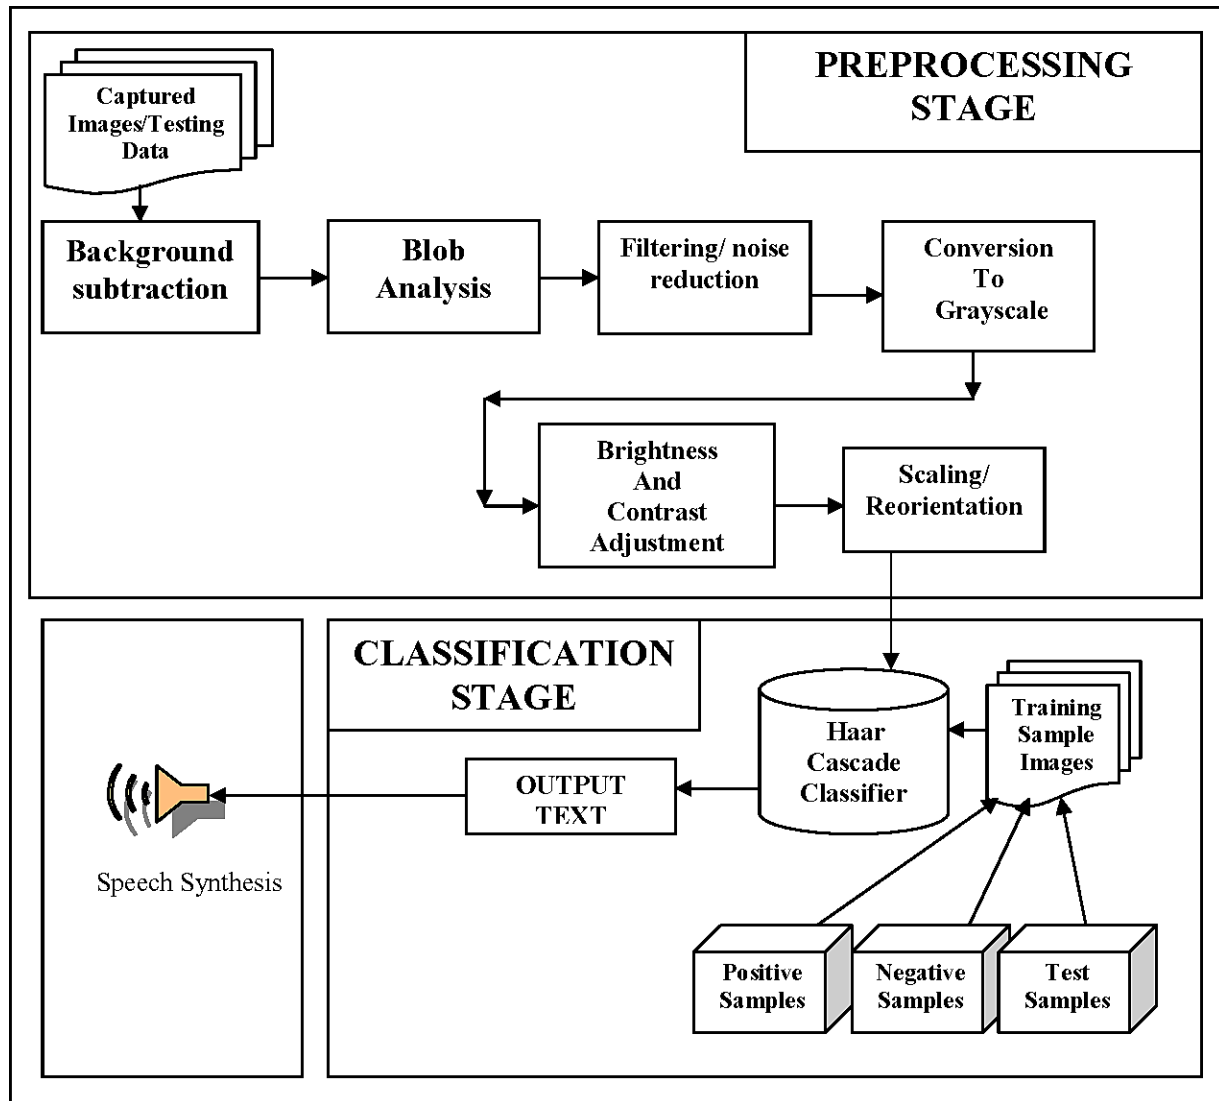 PREPROCESSING
STAGE
Captured
Images/Testing
Data
Background
subtraction
Blob
Analysis
Filtering/ noise
reduction
Conversion
To
Grayscale
Brightness
And
Contrast
Adjustment
Scaling/
Reorientation
CLASSIFICATION
STAGE
Haar
Cascade
Classifier
Training
Sample
Images
OUTPUT
TEXT
Speech Synthesis
Positive
Samples
Negative
Samples
Test
Samples